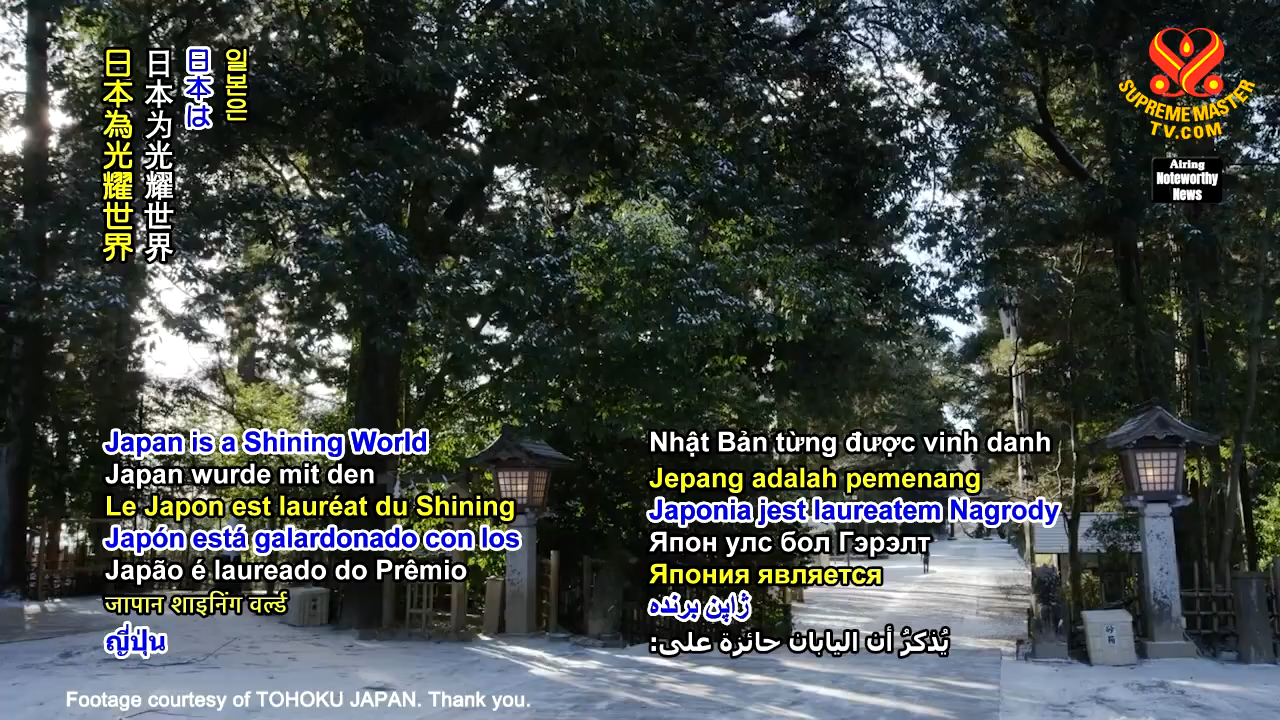 日本為光耀世界
日本为光耀世界
日本は
일본은
SUPREME MASTER
TV.COM
Airing
Noteworthy
News
Japan is a Shining World
Japan wurde mit den
Le Japon est lauréat du Shining
Japón está galardonado con los
Japão é laureado do Prêmio
जापान शाइनिंग वर्ल्ड
ญี่ปุ่น
Nhật Bản từng được vinh danh
Jepang adalah pemenang
Japonia jest laureatem Nagrody
Япон улс бол Гэрэлт
Япония является
ژاپن برنده
يُذكرُ أن اليابان حائزة على:
Footage courtesy of TOHOKU JAPAN. Thank you.